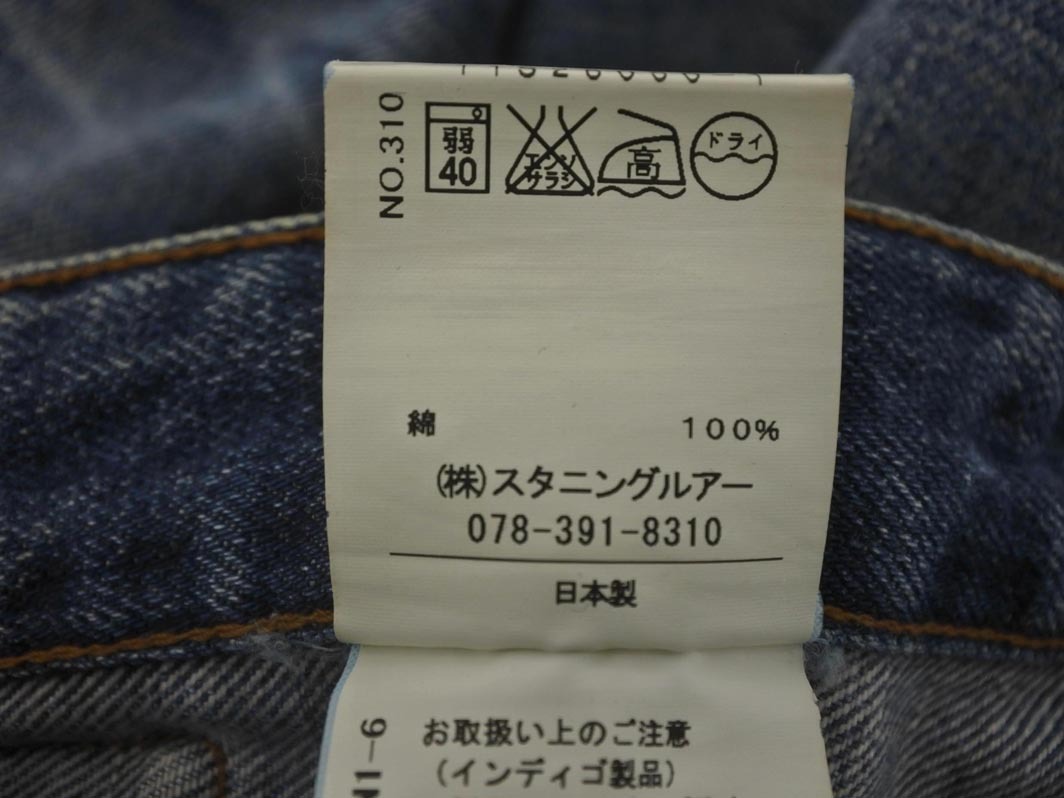 NO.310
弱
40
エンソ
サラシ
高
ドライ
綿 100%
(株)スタニングルアー
078-391-8310
日本製
お取扱い上のご注意
(インディゴ製品)